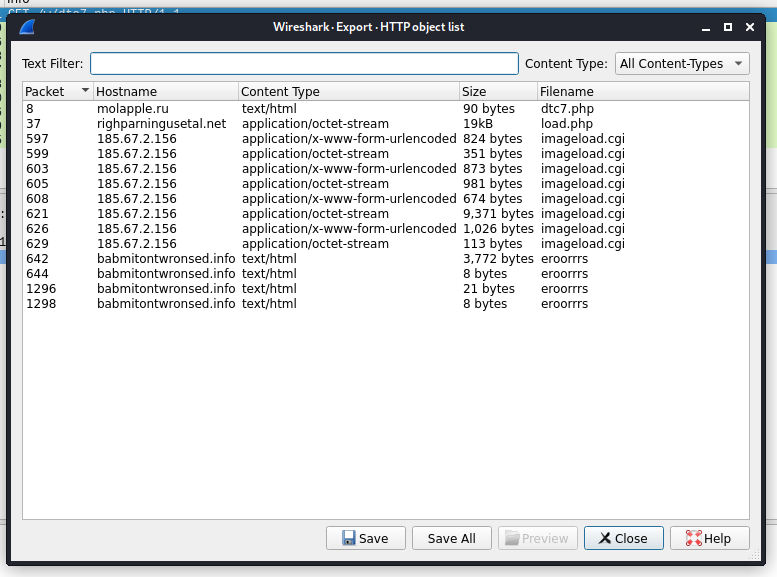 Info
GET /w/dtc7.php HTTP/1.1
Wireshark · Export · HTTP object list
Text Filter: Content Type: All Content-Types
Packet Hostname Content Type Size Filename
8 molapple.ru text/html 90 bytes dtc7.php
37 righparningusetal.net application/octet-stream 19kB load.php
597 185.67.2.156 application/x-www-form-urlencoded 824 bytes imageload.cgi
599 185.67.2.156 application/octet-stream 351 bytes imageload.cgi
603 185.67.2.156 application/x-www-form-urlencoded 873 bytes imageload.cgi
605 185.67.2.156 application/octet-stream 981 bytes imageload.cgi
608 185.67.2.156 application/x-www-form-urlencoded 674 bytes imageload.cgi
621 185.67.2.156 application/octet-stream 9,371 bytes imageload.cgi
626 185.67.2.156 application/x-www-form-urlencoded 1,026 bytes imageload.cgi
629 185.67.2.156 application/octet-stream 113 bytes imageload.cgi
642 babmitontwronsed.info text/html 3,772 bytes eroorrrs
644 babmitontwronsed.info text/html 8 bytes eroorrrs
1296 babmitontwronsed.info text/html 21 bytes eroorrrs
1298 babmitontwronsed.info text/html 8 bytes eroorrrs
Save Save All Preview Close Help